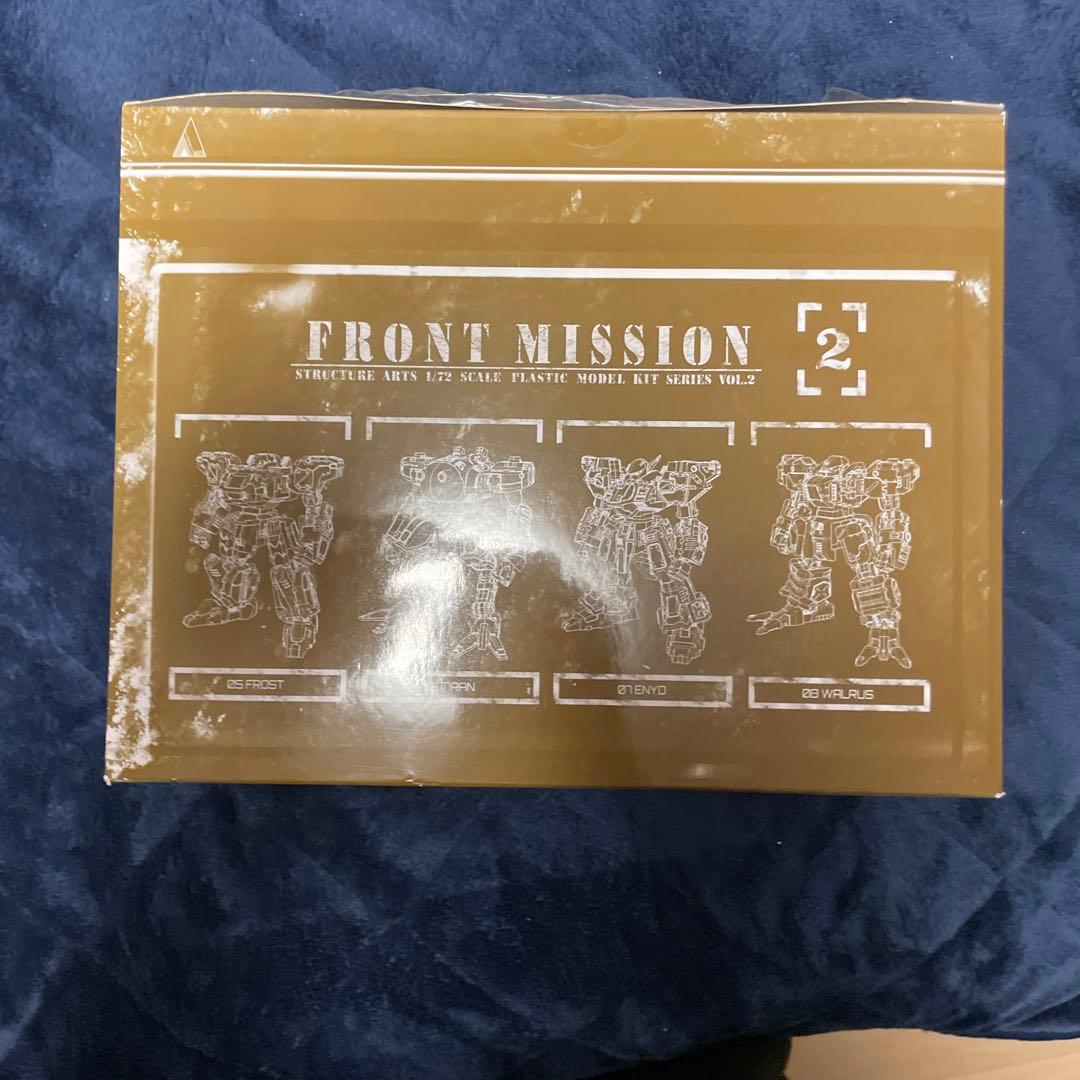 FRONT MISSION
STRUCTURE ARTS 1/72 SCALE PLASTIC MODEL KIT SERIES VOL.2
2
05 FROST
07 ENYO
08 WALRUS